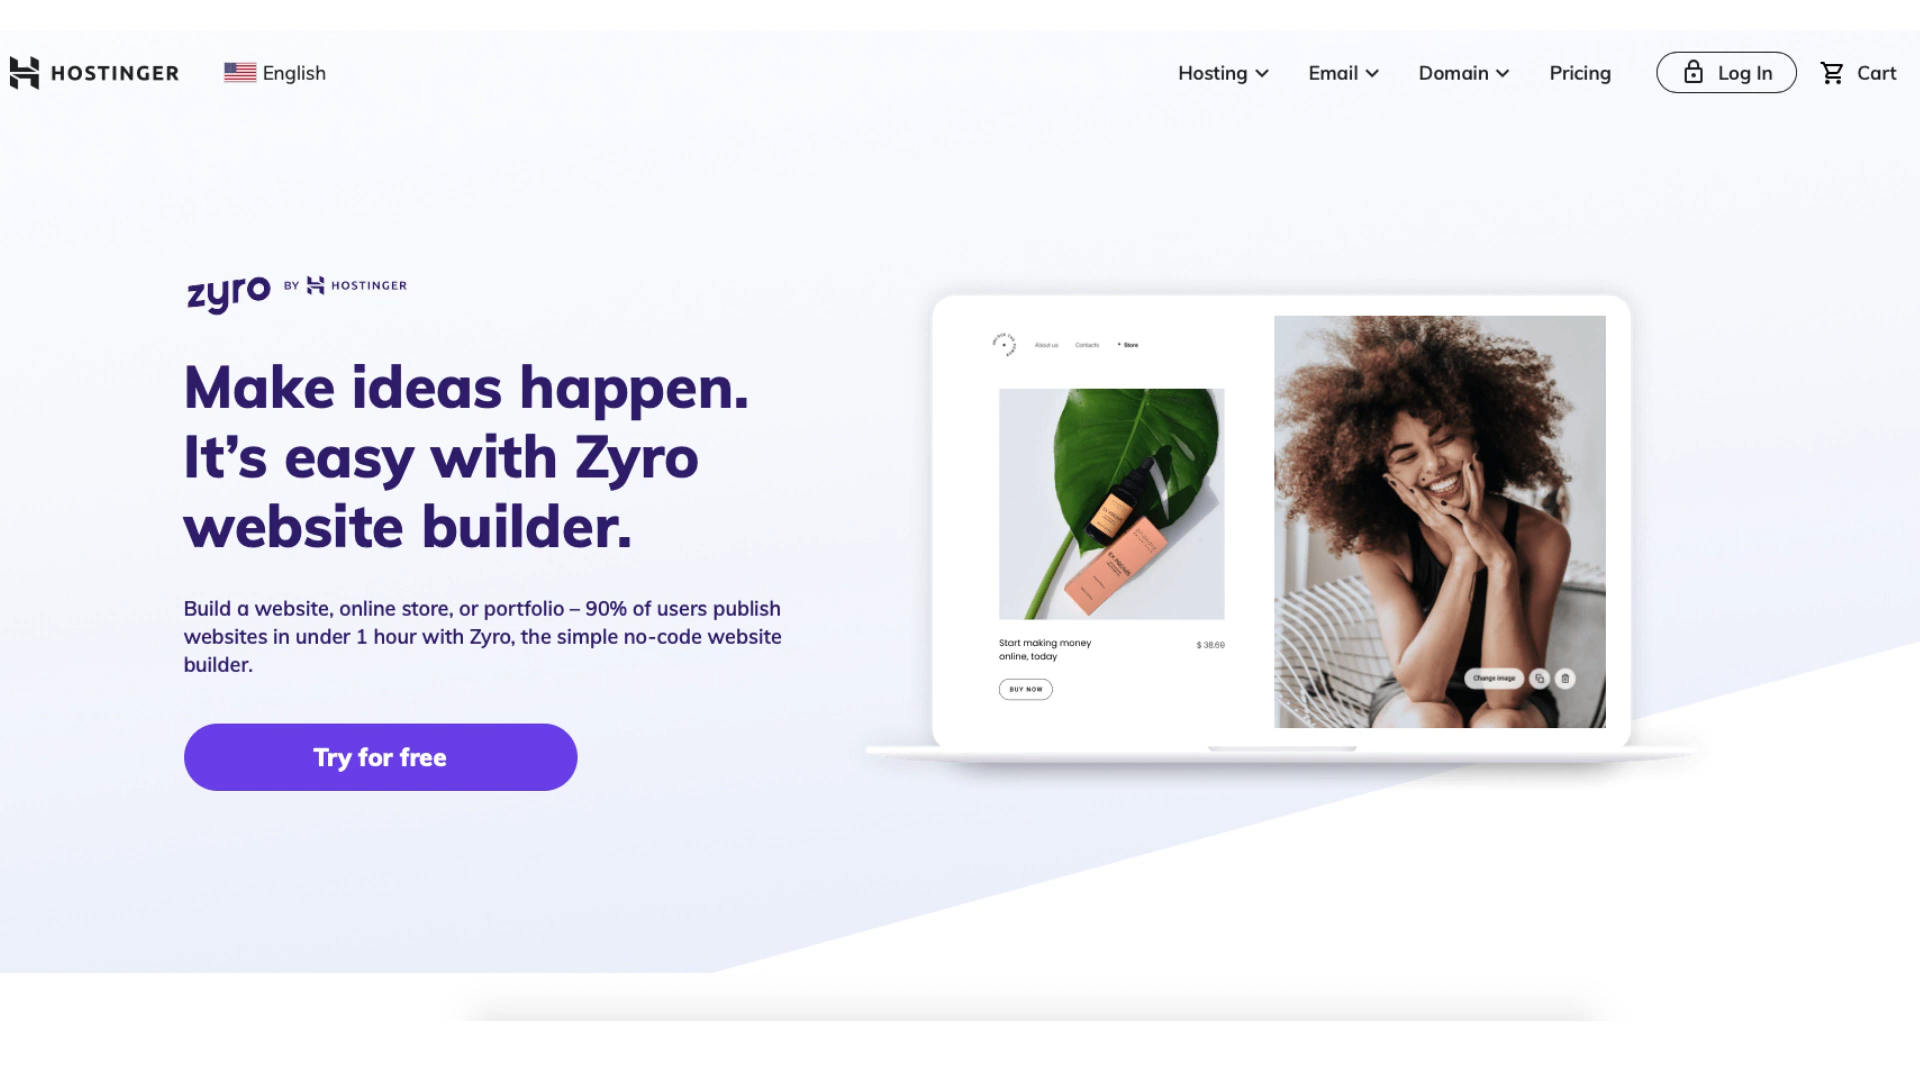 HOSTINGER
English
Hosting
Email
Domain
Pricing
Log In
Cart
zyro BY HOSTINGER
Make ideas happen.
It’s easy with Zyro
website builder.
Build a website, online store, or portfolio – 90% of users publish
websites in under 1 hour with Zyro, the simple no-code website
builder.
Try for free
About us
Contacts
Store
Start making money
online, today
$ 38.60
BUY NOW
Change image